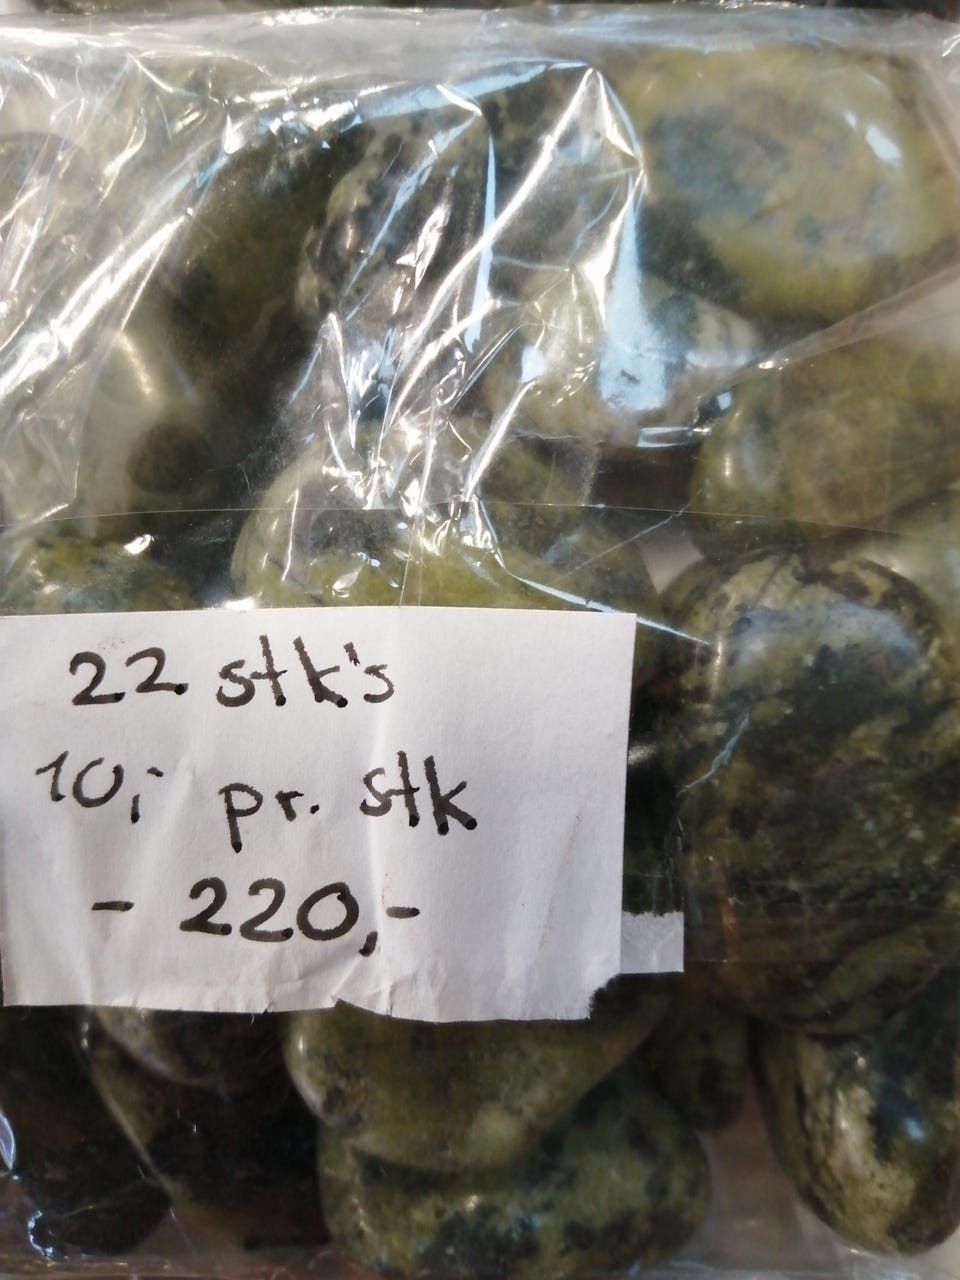 22 stk's
10,- pr. stk
- 220,-